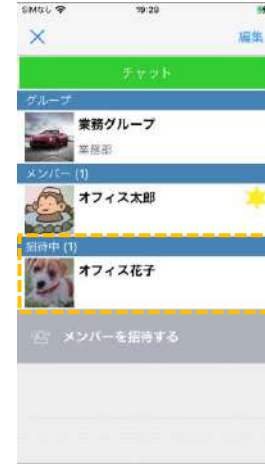 SIMなし 19:29
編集
チャット
グループ
業務グループ
業務部
メンバー (1)
オフィス太郎
招待中 (1)
オフィス花子
メンバーを招待する